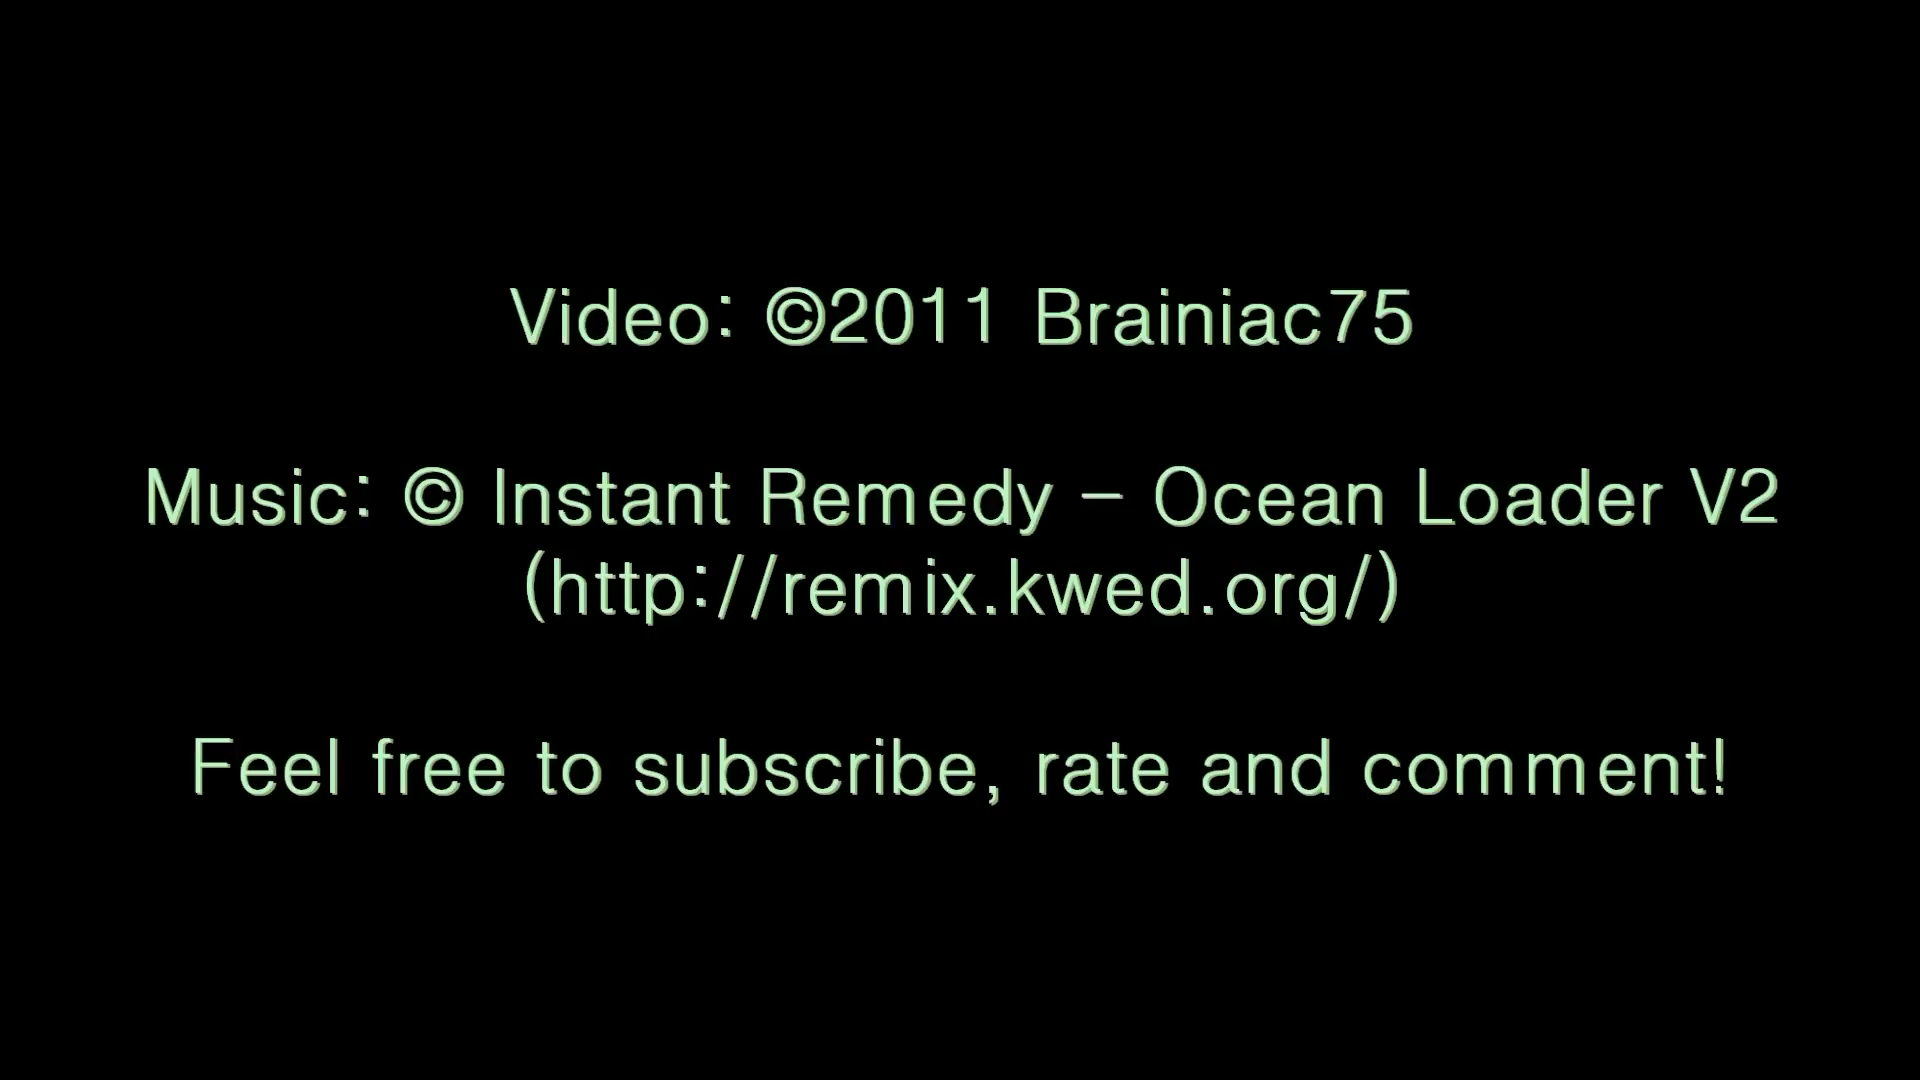 Video: ©2011 Brainiac75
Music: © Instant Remedy - Ocean Loader V2
(http://remix.kwed.org/)
Feel free to subscribe, rate and comment!